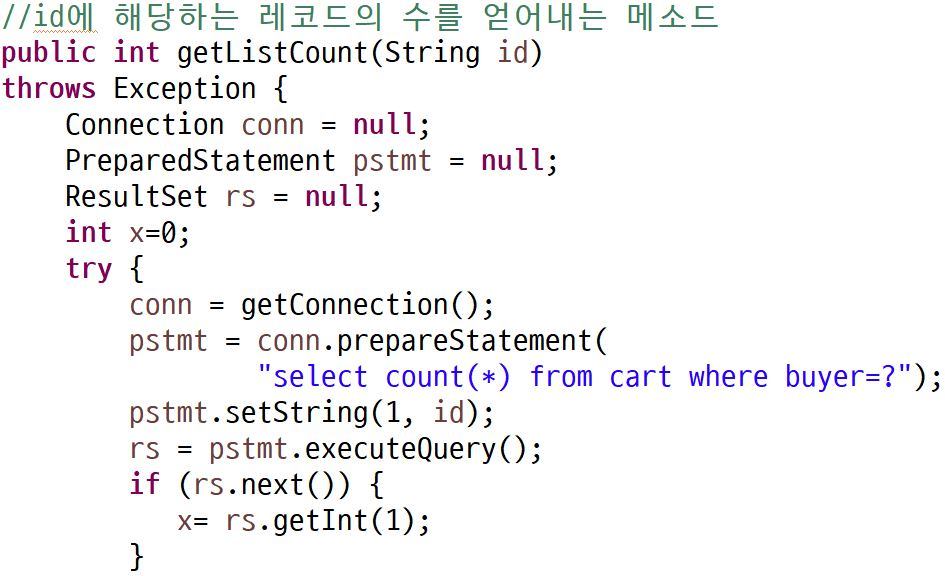 //id에 해당하는 레코드의 수를 얻어내는 메소드
public int getListCount(String id)
throws Exception {
    Connection conn = null;
    PreparedStatement pstmt = null;
    ResultSet rs = null;
    int x=0;
    try {
        conn = getConnection();
        pstmt = conn.prepareStatement(
                "select count(*) from cart where buyer=?");
        pstmt.setString(1, id);
        rs = pstmt.executeQuery();
        if (rs.next()) {
           x= rs.getInt(1);
        }